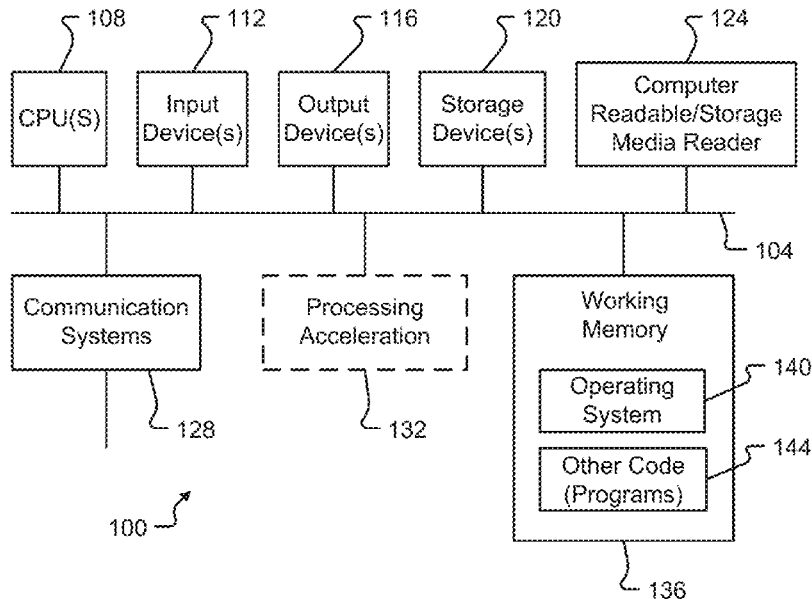 108
112
116
120
124
CPU(S)
Input
Device(s)
Output
Device(s)
Storage
Device(s)
Computer
Readable/Storage
Media Reader
104
Communication
Systems
128
Processing
Acceleration
132
Working
Memory
Operating
System
140
Other Code
(Programs)
144
136
100